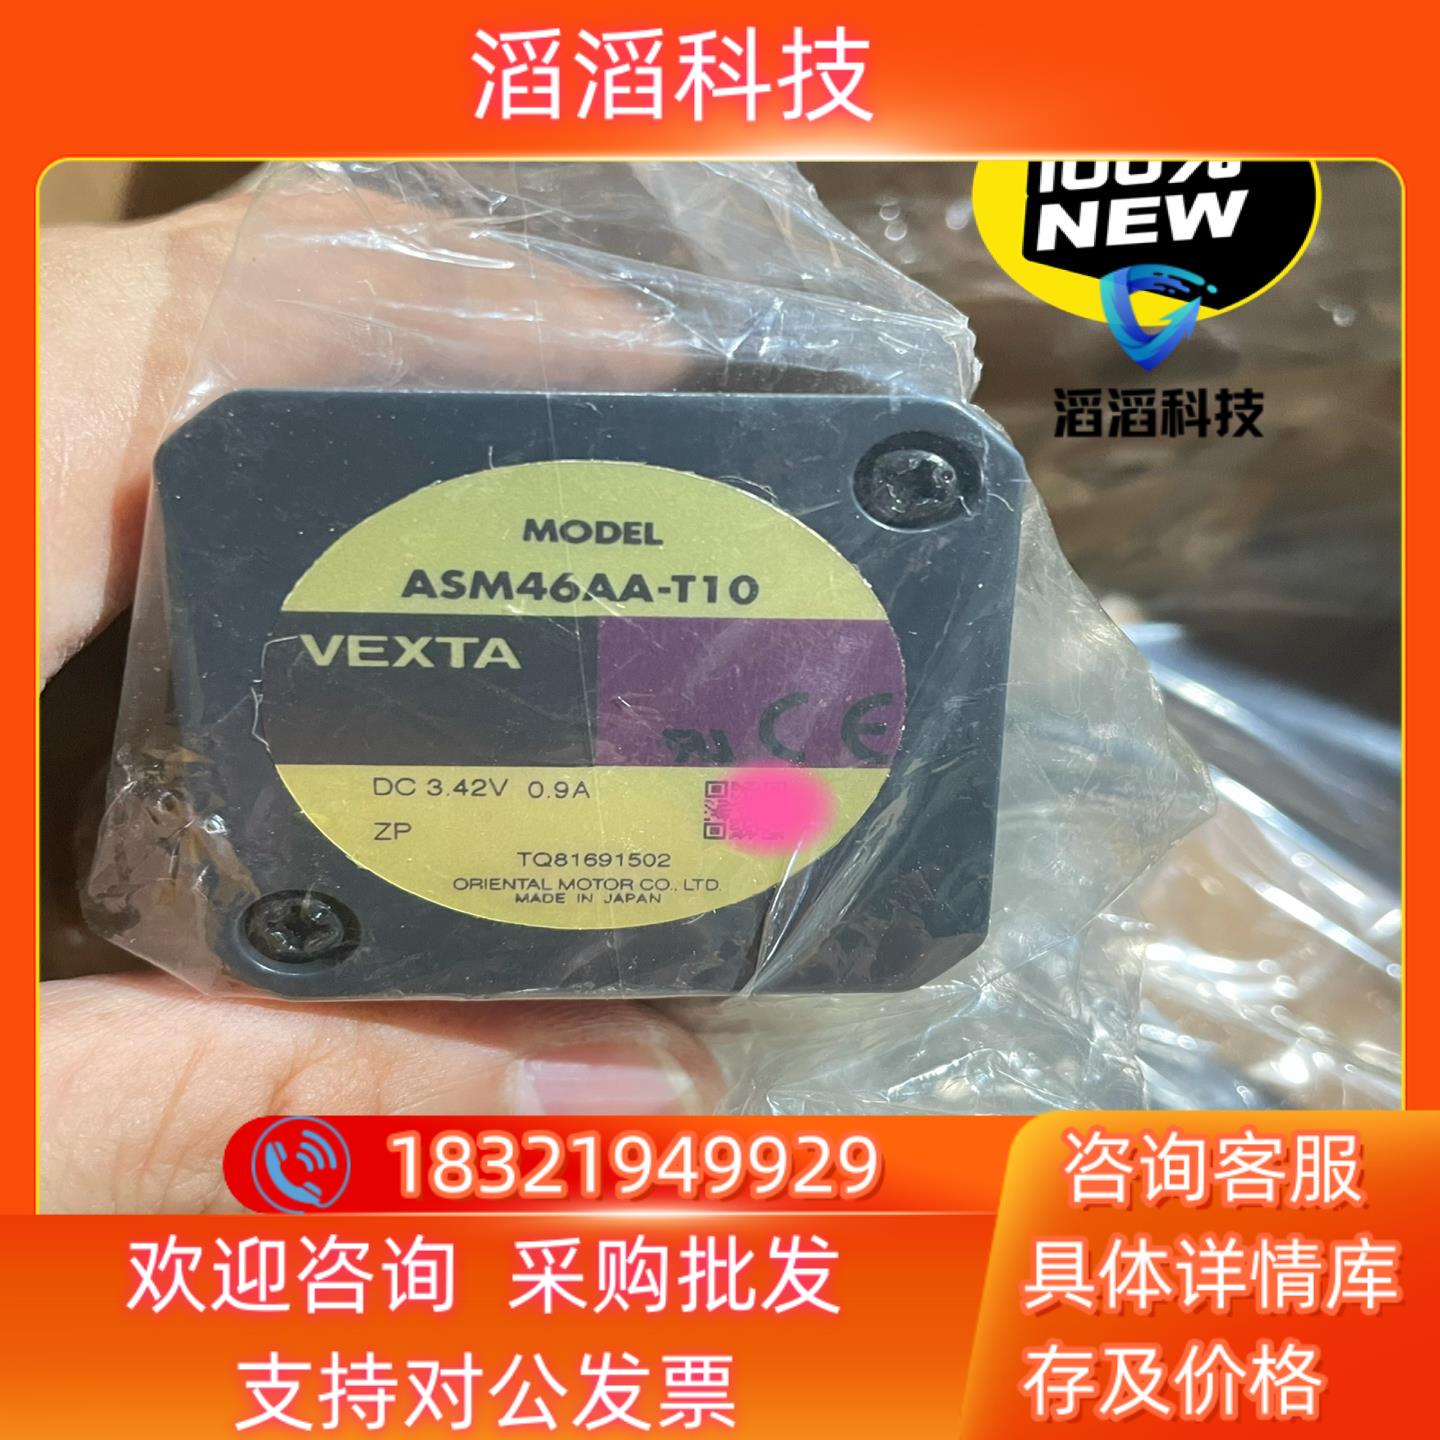 滔滔科技
100%
NEW
滔滔科技
MODEL
ASM46AA-T10
VEXTA
CE
DC 3.42V 0.9A
ZP
TQ81691502
ORIENTAL MOTOR CO., LTD.
MADE IN JAPAN
18321949929
欢迎咨询 采购批发
支持对公发票
咨询客服
具体详情库
存及价格